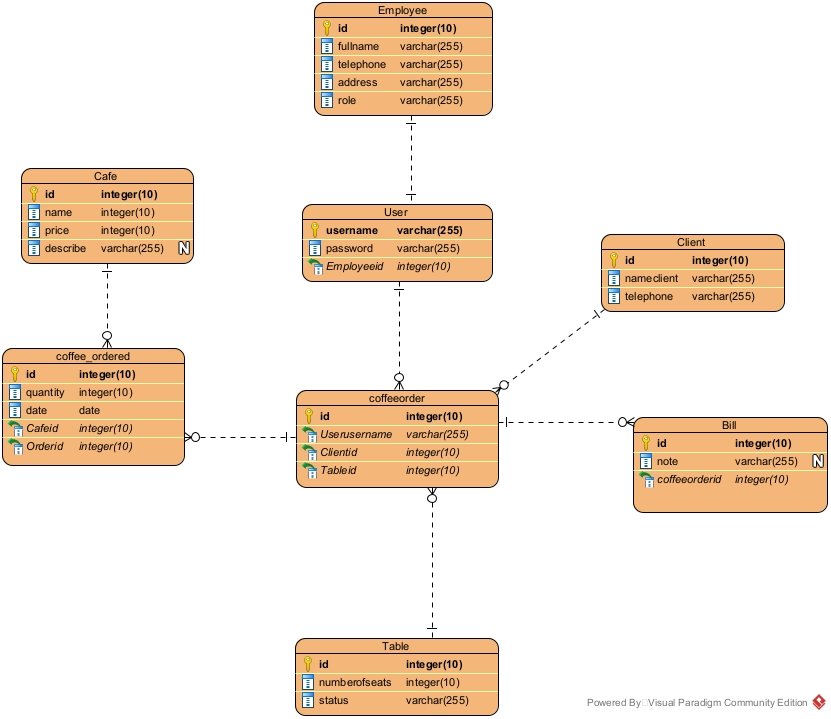 Employee
id integer(10)
fullname varchar(255)
telephone varchar(255)
address varchar(255)
role varchar(255)
Cafe
id integer(10)
name integer(10)
price integer(10)
describe varchar(255) N
User
username varchar(255)
password varchar(255)
Employeeid integer(10)
Client
id integer(10)
nameclient varchar(255)
telephone varchar(255)
coffee_ordered
id integer(10)
quantity integer(10)
date date
Cafeid integer(10)
Orderid integer(10)
coffeeorder
id integer(10)
Userusername varchar(255)
Clientid integer(10)
Tableid integer(10)
Bill
id integer(10)
note varchar(255) N
coffeeorderid integer(10)
Table
id integer(10)
numberofseats integer(10)
status varchar(255)
Powered By Visual Paradigm Community Edition